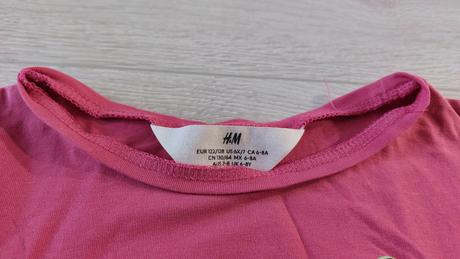 H&M
EUR 122/128 US 6X/7 CA 6-8A
CN 130/64 MX 6-8A
AUS 7-8 UK 6-8Y